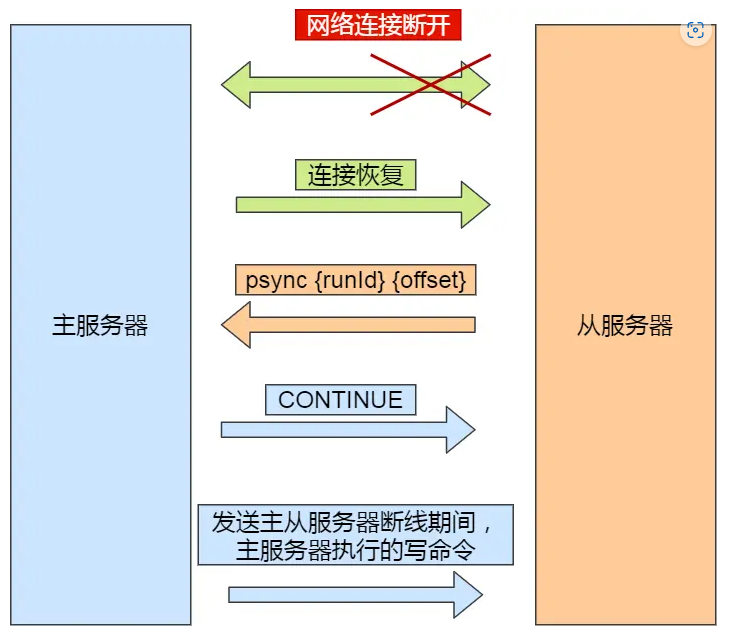 网络连接断开
连接恢复
psync {runId} {offset}
主服务器
从服务器
CONTINUE
发送主从服务器断线期间，
主服务器执行的写命令